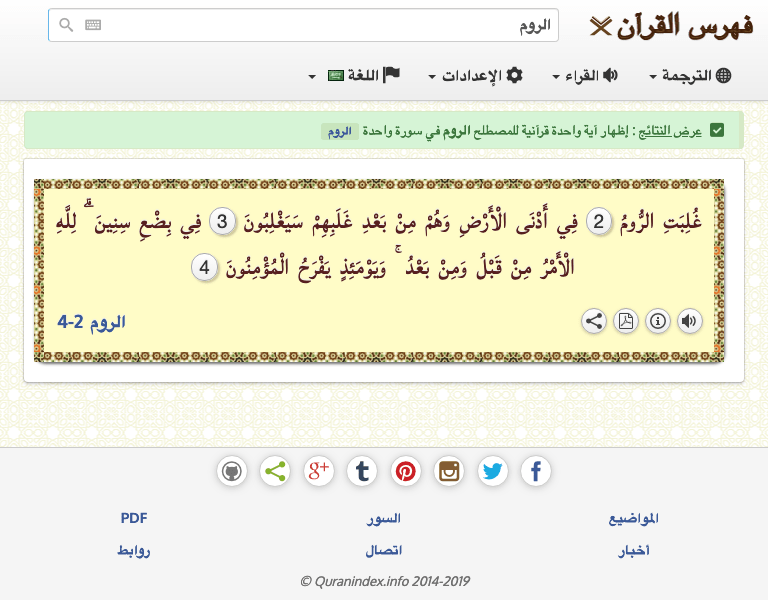 فهرس القرآن
الروم
الترجمة
القراء
الإعدادات
اللغة
عرض النتائج : إظهار آية واحدة قرآنية للمصطلح الروم في سورة واحدة الروم
غُلِبَتِ الرُّومُ 2 فِي أَدْنَى الْأَرْضِ وَهُمْ مِنْ بَعْدِ غَلَبِهِمْ سَيَغْلِبُونَ 3 فِي بِضْعِ سِنِينَ ۗ لِلَّهِ
الْأَمْرُ مِنْ قَبْلُ وَمِنْ بَعْدُ ۚ وَيَوْمَئِذٍ يَفْرَحُ الْمُؤْمِنُونَ 4
الروم 2-4
المواضيع
السور
PDF
أخبار
اتصال
روابط
© Quranindex.info 2014-2019